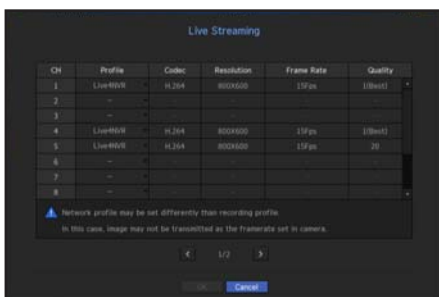 Live Streaming
CH Profile Codec Resolution Frame Rate Quality
1 Live4NVR H.264 800X600 15Fps 1(Best)
2 - - - - -
3 - - - - -
4 Live4NVR H.264 800X600 15Fps 1(Best)
5 Live4NVR H.264 800X600 15Fps 20
6 - - - - -
7 - - - - -
8 - - - - -
Network profile may be set differently than recording profile.
In this case, image may not be transmitted as the framerate set in camera.
< 1/2 >
OK Cancel